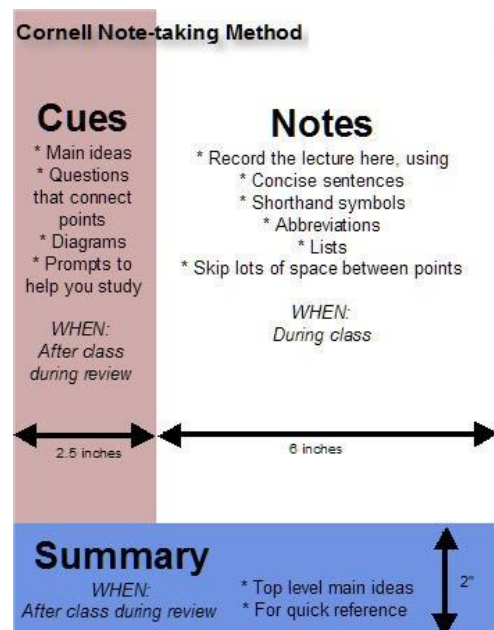 Cornell Note-taking Method
Cues
* Main ideas
* Questions
that connect
points
* Diagrams
* Prompts to
help you study
WHEN:
After class
during review
Notes
* Record the lecture here, using
* Concise sentences
* Shorthand symbols
* Abbreviations
* Lists
* Skip lots of space between points
WHEN:
During class
2.5 inches
6 inches
Summary
WHEN:
After class during review
* Top level main ideas
* For quick reference
2"